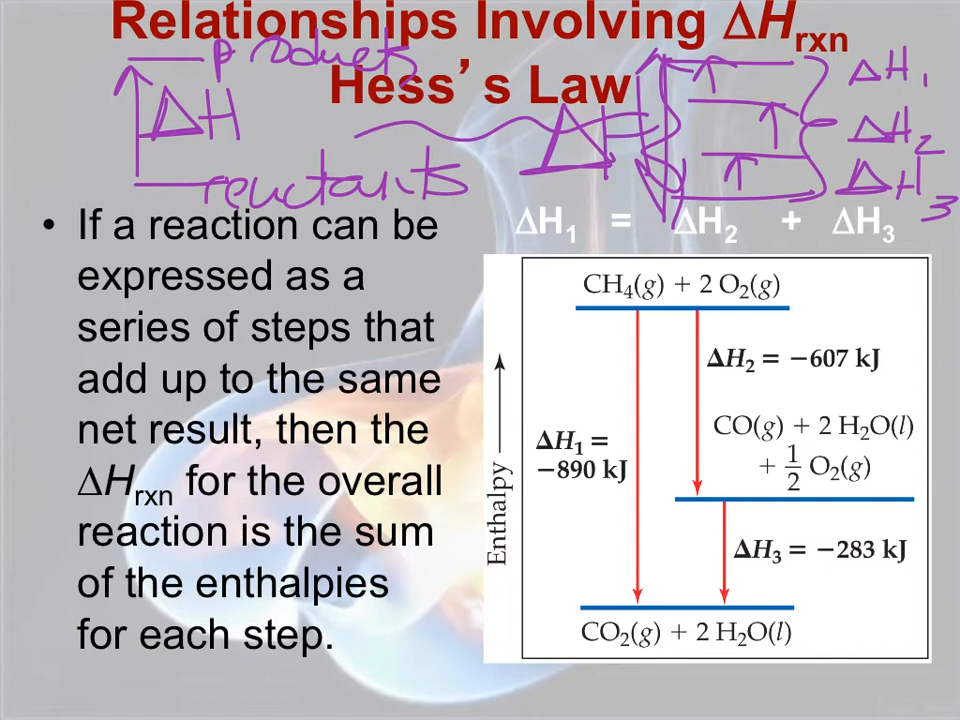 Relationships Involving ΔHrxn
Hess's Law
products
ΔH
reactants
ΔH
ΔH1
ΔH2
ΔH3
ΔH1 = ΔH2 + ΔH3
• If a reaction can be
expressed as a
series of steps that
add up to the same
net result, then the
ΔHrxn for the overall
reaction is the sum
of the enthalpies
for each step.
Enthalpy
CH4(g) + 2 O2(g)
ΔH2 = −607 kJ
ΔH1 =
−890 kJ
CO(g) + 2 H2O(l)
+ 1/2 O2(g)
ΔH3 = −283 kJ
CO2(g) + 2 H2O(l)